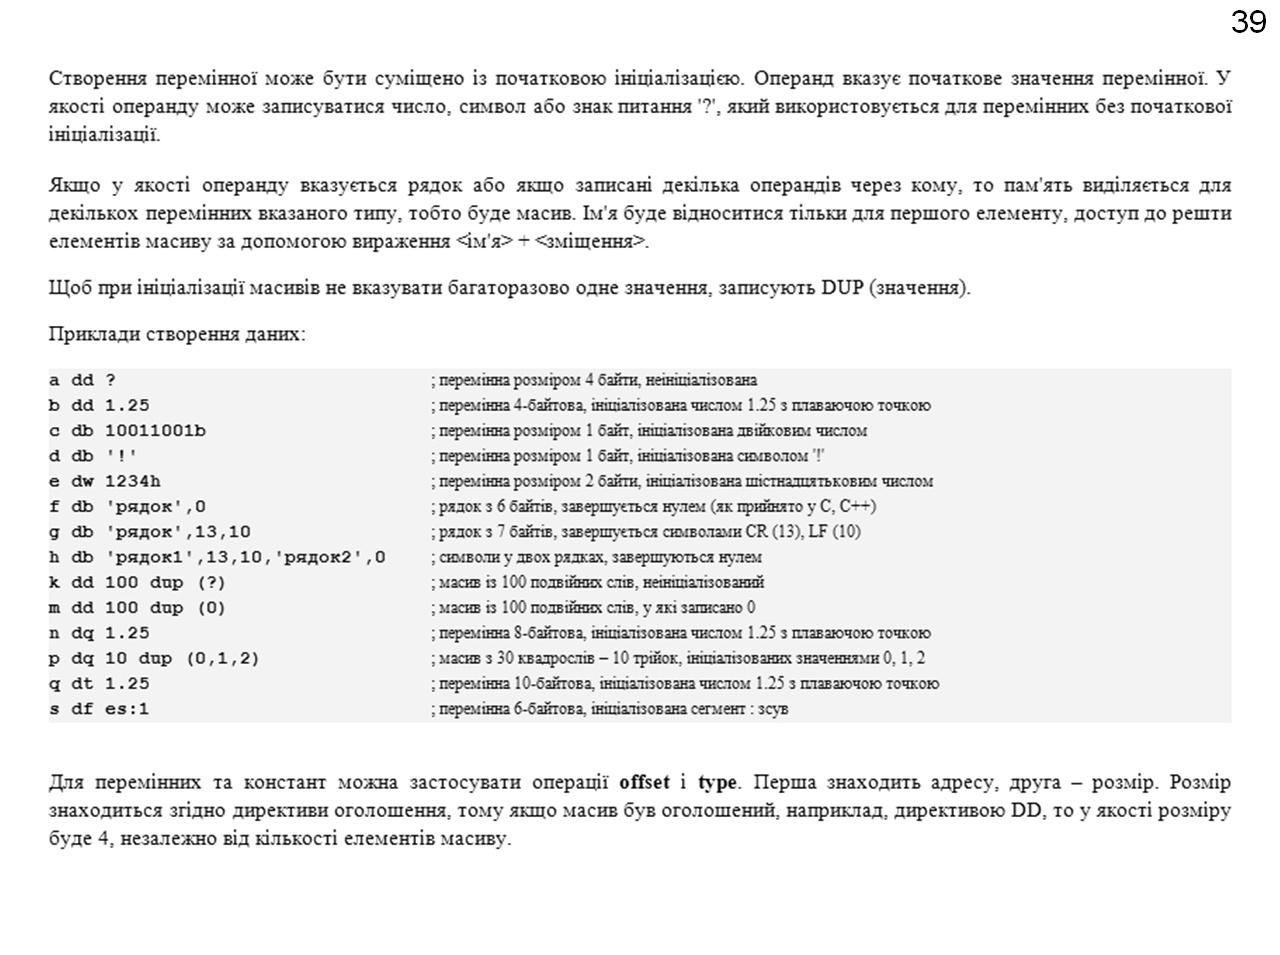 39
Створення перемінної може бути суміщено із початковою ініціалізацією. Операнд вказує початкове значення перемінної. У
якості операнду може записуватися число, символ або знак питання '?', який використовується для перемінних без початкової
ініціалізації.
Якщо у якості операнду вказується рядок або якщо записані декілька операндів через кому, то пам'ять виділяється для
декількох перемінних вказаного типу, тобто буде масив. Ім'я буде відноситися тільки для першого елементу, доступ до решти
елементів масиву за допомогою вираження <ім'я> + <зміщення>.
Щоб при ініціалізації масивів не вказувати багаторазово одне значення, записують DUP (значення).
Приклади створення даних:
a dd ? ; перемінна розміром 4 байти, неініціалізована
b dd 1.25 ; перемінна 4-байтова, ініціалізована числом 1.25 з плаваючою точкою
c db 10011001b ; перемінна розміром 1 байт, ініціалізована двійковим числом
d db '!' ; перемінна розміром 1 байт, ініціалізована символом '!'
e dw 1234h ; перемінна розміром 2 байти, ініціалізована шістнадцятьковим числом
f db 'рядок',0 ; рядок з 6 байтів, завершується нулем (як прийнято у C, C++)
g db 'рядок',13,10 ; рядок з 7 байтів, завершується символами CR (13), LF (10)
h db 'рядок1',13,10,'рядок2',0 ; символи у двох рядках, завершуються нулем
k dd 100 dup (?) ; масив із 100 подвійних слів, неініціалізований
m dd 100 dup (0) ; масив із 100 подвійних слів, у які записано 0
n dq 1.25 ; перемінна 8-байтова, ініціалізована числом 1.25 з плаваючою точкою
p dq 10 dup (0,1,2) ; масив з 30 квадрослів – 10 трійок, ініціалізованих значеннями 0, 1, 2
q dt 1.25 ; перемінна 10-байтова, ініціалізована числом 1.25 з плаваючою точкою
s df es:1 ; перемінна 6-байтова, ініціалізована сегмент : зсув
Для перемінних та констант можна застосувати операції offset і type. Перша знаходить адресу, друга – розмір. Розмір
знаходиться згідно директиви оголошення, тому якщо масив був оголошений, наприклад, директивою DD, то у якості розміру
буде 4, незалежно від кількості елементів масиву.